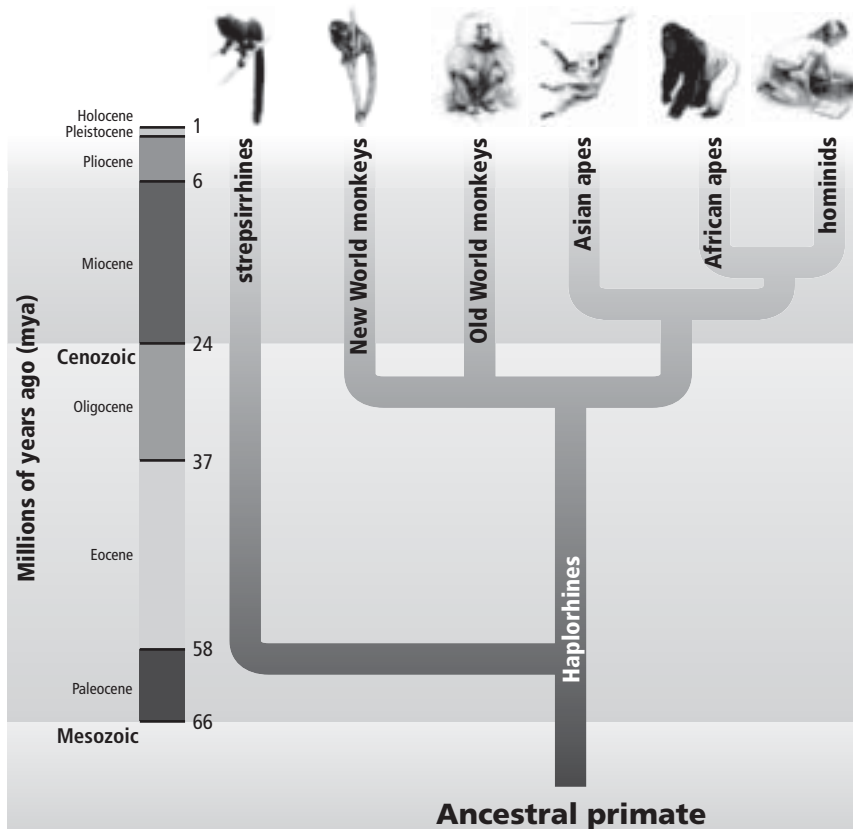 Holocene
Pleistocene
1
Pliocene
6
Miocene
24
Cenozoic
Oligocene
37
Eocene
58
Paleocene
66
Mesozoic
Millions of years ago (mya)
strepsirrhines
New World monkeys
Old World monkeys
Asian apes
African apes
hominids
Haplorhines
Ancestral primate